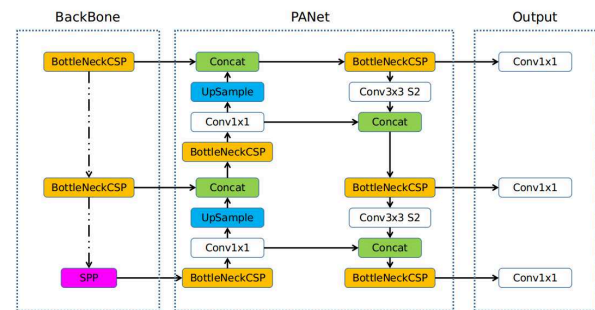 BackBone PANet Output
BottleNeckCSP Concat BottleNeckCSP Conv1x1
UpSample Conv3x3 S2
Conv1x1 Concat
BottleNeckCSP
BottleNeckCSP Concat BottleNeckCSP Conv1x1
UpSample Conv3x3 S2
Conv1x1 Concat
SPP BottleNeckCSP BottleNeckCSP Conv1x1